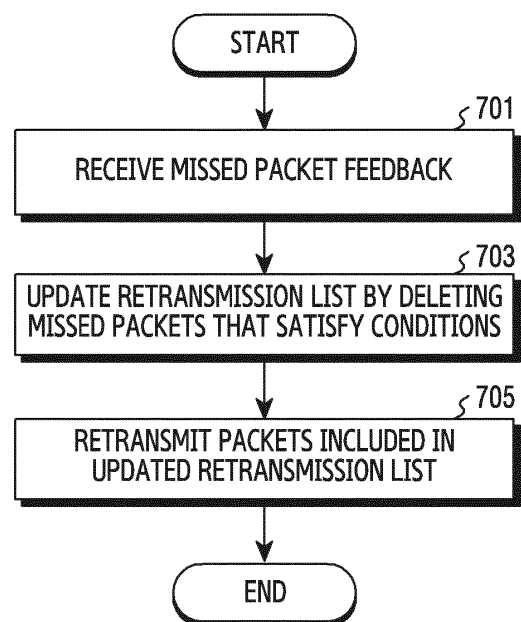 START
701
RECEIVE MISSED PACKET FEEDBACK
703
UPDATE RETRANSMISSION LIST BY DELETING
MISSED PACKETS THAT SATISFY CONDITIONS
705
RETRANSMIT PACKETS INCLUDED IN
UPDATED RETRANSMISSION LIST
END